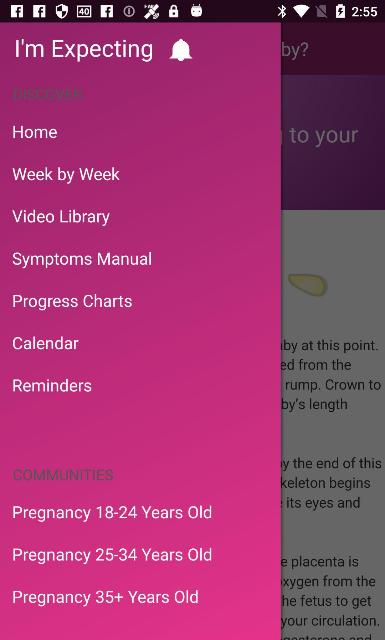 40 2:55
I'm Expecting
by?
DISCOVER
to your
Home
Week by Week
Video Library
Symptoms Manual
Progress Charts
Calendar
Reminders
aby at this point.
ed from the
rump. Crown to
by's length
COMMUNITIES
Pregnancy 18-24 Years Old
Pregnancy 25-34 Years Old
Pregnancy 35+ Years Old
by the end of this
keleton begins
its eyes and
e placenta is
oxygen from the
he fetus to get
your circulation.